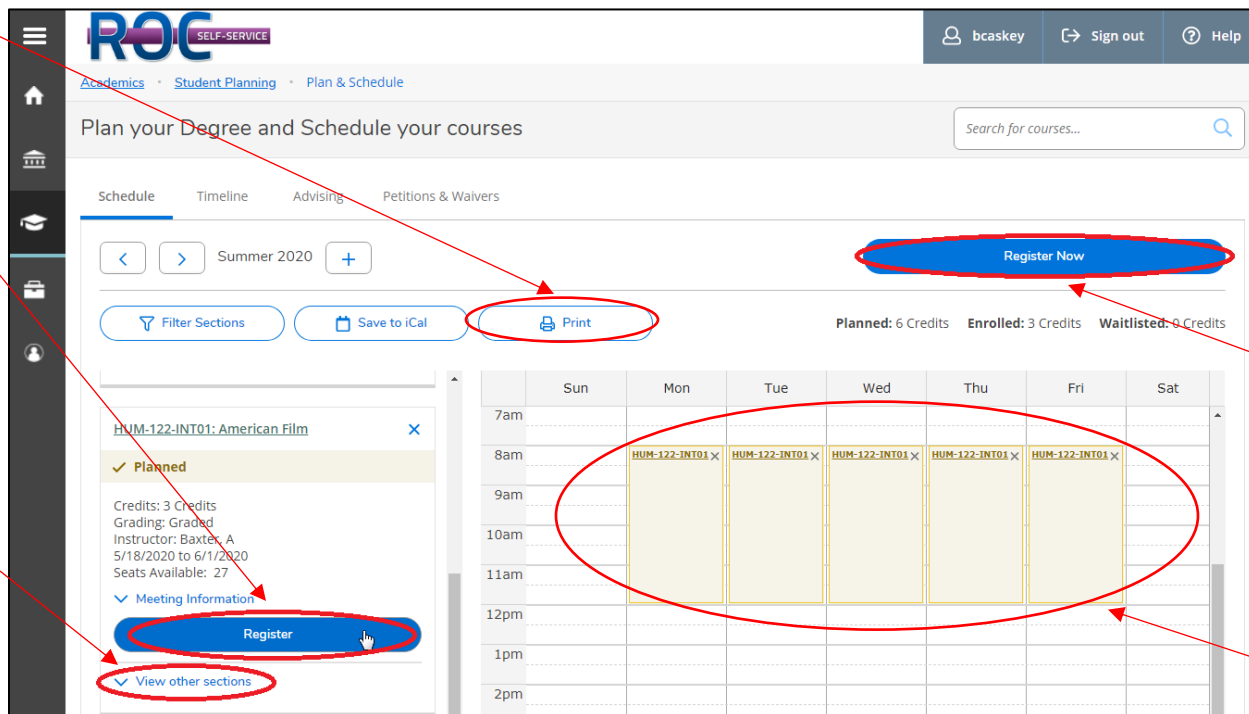 ROC SELF-SERVICE
bcaskey Sign out Help
Academics · Student Planning · Plan & Schedule
Plan your Degree and Schedule your courses
Search for courses...
Schedule Timeline Advising Petitions & Waivers
Summer 2020
Register Now
Filter Sections Save to iCal Print
Planned: 6 Credits Enrolled: 3 Credits Waitlisted: 0 Credits
Sun Mon Tue Wed Thu Fri Sat
HUM-122-INT01: American Film
Planned
Credits: 3 Credits
Grading: Graded
Instructor: Baxter, A
5/18/2020 to 6/1/2020
Seats Available: 27
Meeting Information
Register
View other sections
7am
8am
HUM-122-INT01 HUM-122-INT01 HUM-122-INT01 HUM-122-INT01 HUM-122-INT01
9am
10am
11am
12pm
1pm
2pm